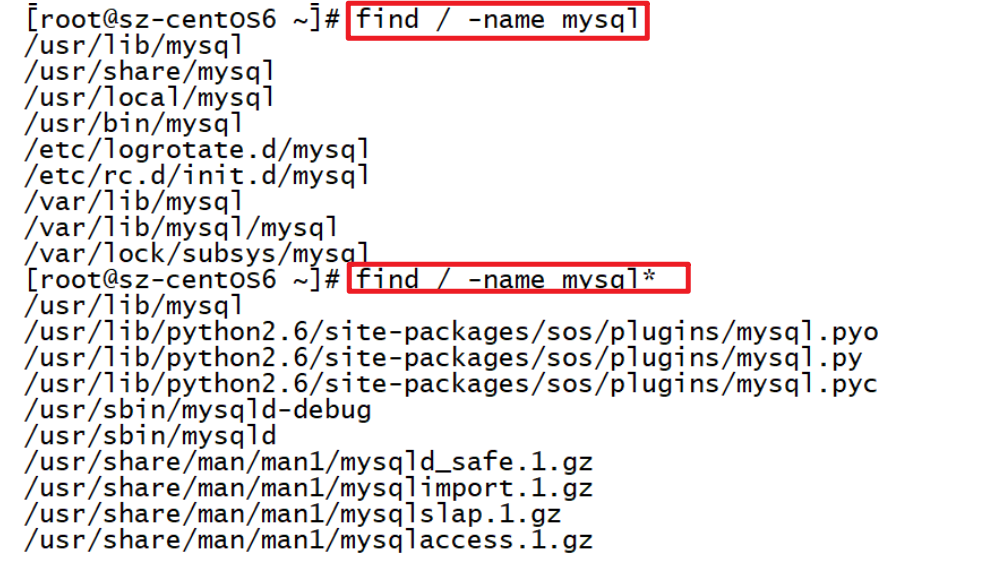 [root@sz-centOS6 ~]# find / -name mysql
/usr/lib/mysql
/usr/share/mysql
/usr/local/mysql
/usr/bin/mysql
/etc/logrotate.d/mysql
/etc/rc.d/init.d/mysql
/var/lib/mysql
/var/lib/mysql/mysql
/var/lock/subsys/mysql
[root@sz-centOS6 ~]# find / -name mysql*
/usr/lib/mysql
/usr/lib/python2.6/site-packages/sos/plugins/mysql.pyo
/usr/lib/python2.6/site-packages/sos/plugins/mysql.py
/usr/lib/python2.6/site-packages/sos/plugins/mysql.pyc
/usr/sbin/mysqld-debug
/usr/sbin/mysqld
/usr/share/man/man1/mysqld_safe.1.gz
/usr/share/man/man1/mysqlimport.1.gz
/usr/share/man/man1/mysqlslap.1.gz
/usr/share/man/man1/mysqlaccess.1.gz